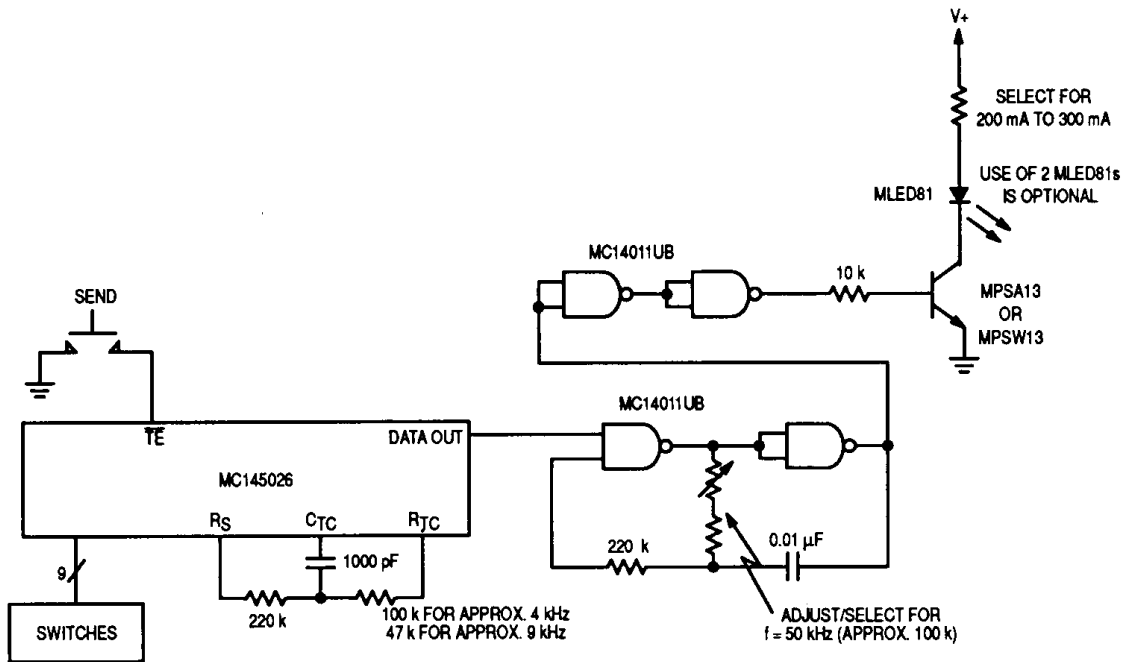 V+
SELECT FOR
200 mA TO 300 mA
USE OF 2 MLED81s
IS OPTIONAL
MLED81
MC14011UB
10 k
MPSA13
OR
MPSW13
SEND
MC14011UB
TE
DATA OUT
MC145026
RS
CTC
RTC
1000 pF
220 k
0.01 µF
9
220 k
100 k FOR APPROX. 4 kHz
47 k FOR APPROX. 9 kHz
ADJUST/SELECT FOR
f = 50 kHz (APPROX. 100 k)
SWITCHES